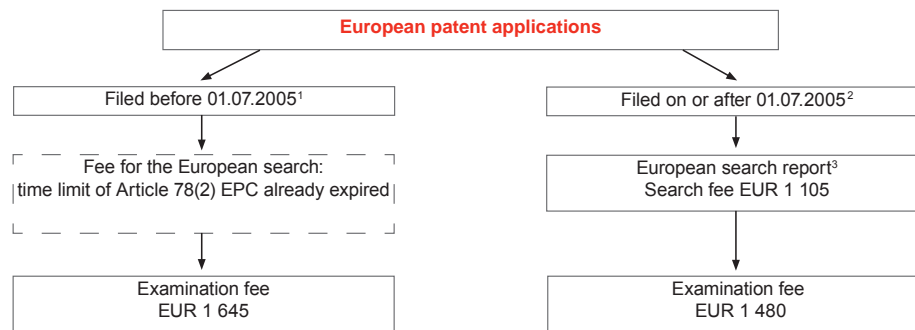 European patent applications
Filed before 01.07.2005¹
Filed on or after 01.07.2005²
Fee for the European search:
time limit of Article 78(2) EPC already expired
European search report³
Search fee EUR 1 105
Examination fee
EUR 1 645
Examination fee
EUR 1 480